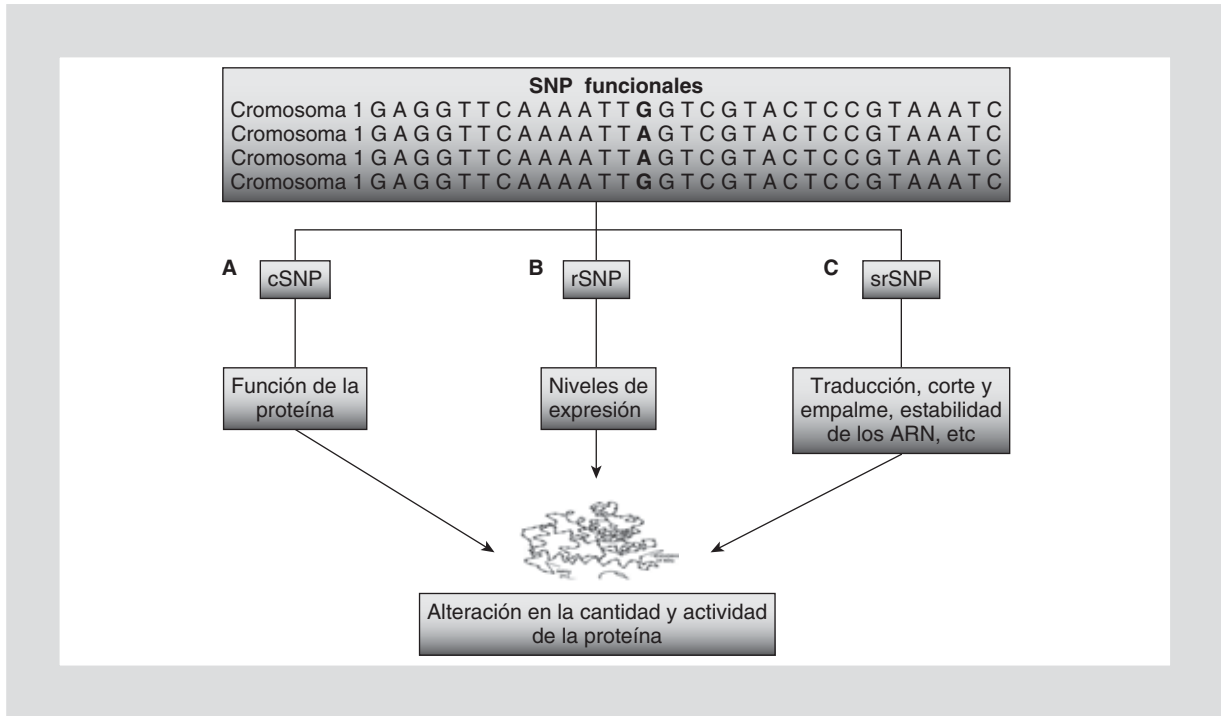 SNP funcionales
Cromosoma 1 G A G G T T C A A A A T T G G T C G T A C T C C G T A A A T C
Cromosoma 1 G A G G T T C A A A A T T A G T C G T A C T C C G T A A A T C
Cromosoma 1 G A G G T T C A A A A T T A G T C G T A C T C C G T A A A T C
Cromosoma 1 G A G G T T C A A A A T T G G T C G T A C T C C G T A A A T C
A
cSNP
B
rSNP
C
srSNP
Función de la
proteína
Niveles de
expresión
Traducción, corte y
empalme, estabilidad
de los ARN, etc
Alteración en la cantidad y actividad
de la proteína